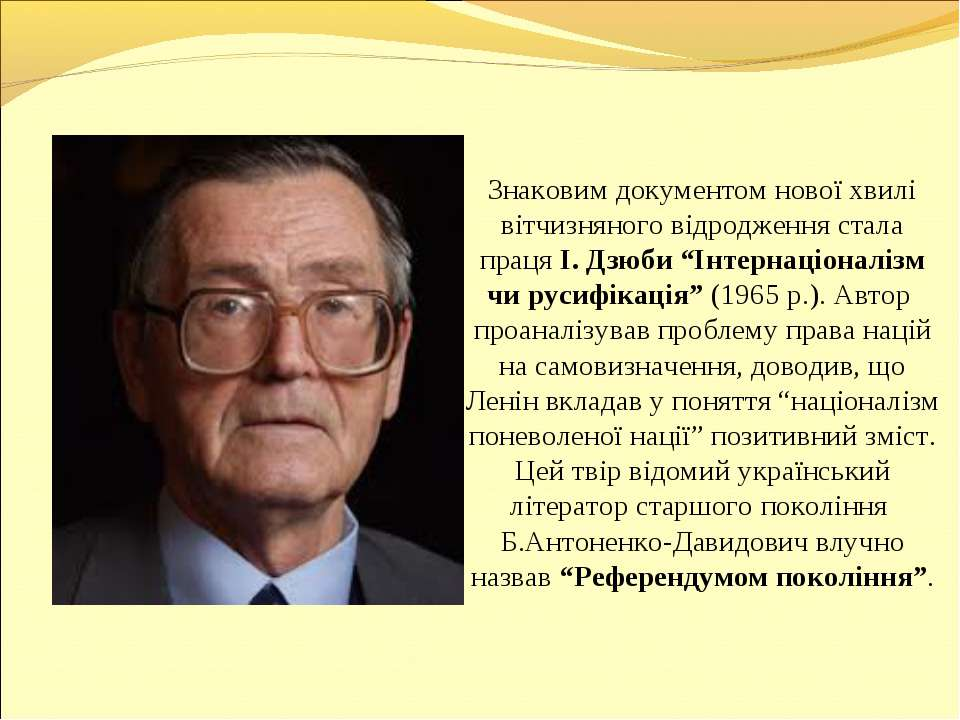 Знаковим документом нової хвилі
вітчизняного відродження стала
праця І. Дзюби “Інтернаціоналізм
чи русифікація” (1965 р.). Автор
проаналізував проблему права націй
на самовизначення, доводив, що
Ленін вкладав у поняття “націоналізм
поневоленої нації” позитивний зміст.
Цей твір відомий український
літератор старшого покоління
Б.Антоненко-Давидович влучно
назвав “Референдумом покоління”.